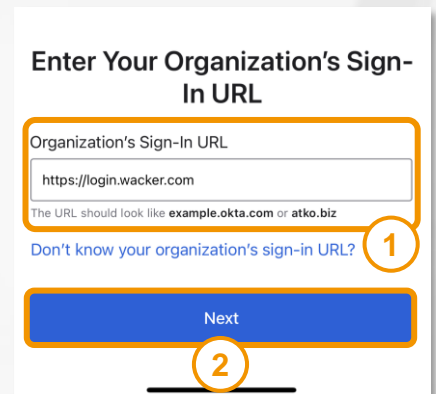 Enter Your Organization’s Sign-
In URL
Organization’s Sign-In URL
https://login.wacker.com
The URL should look like example.okta.com or atko.biz
1
Don’t know your organization’s sign-in URL?
Next
2